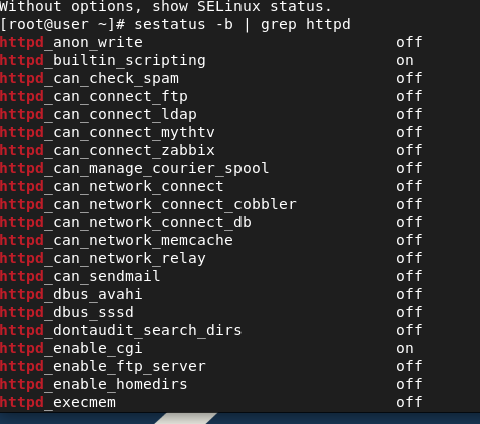 Without options, show SELinux status.
[root@user ~]# sestatus -b | grep httpd
httpd_anon_write off
httpd_builtin_scripting on
httpd_can_check_spam off
httpd_can_connect_ftp off
httpd_can_connect_ldap off
httpd_can_connect_mythtv off
httpd_can_connect_zabbix off
httpd_can_manage_courier_spool off
httpd_can_network_connect off
httpd_can_network_connect_cobbler off
httpd_can_network_connect_db off
httpd_can_network_memcache off
httpd_can_network_relay off
httpd_can_sendmail off
httpd_dbus_avahi off
httpd_dbus_sssd off
httpd_dontaudit_search_dirs off
httpd_enable_cgi on
httpd_enable_ftp_server off
httpd_enable_homedirs off
httpd_execmem off